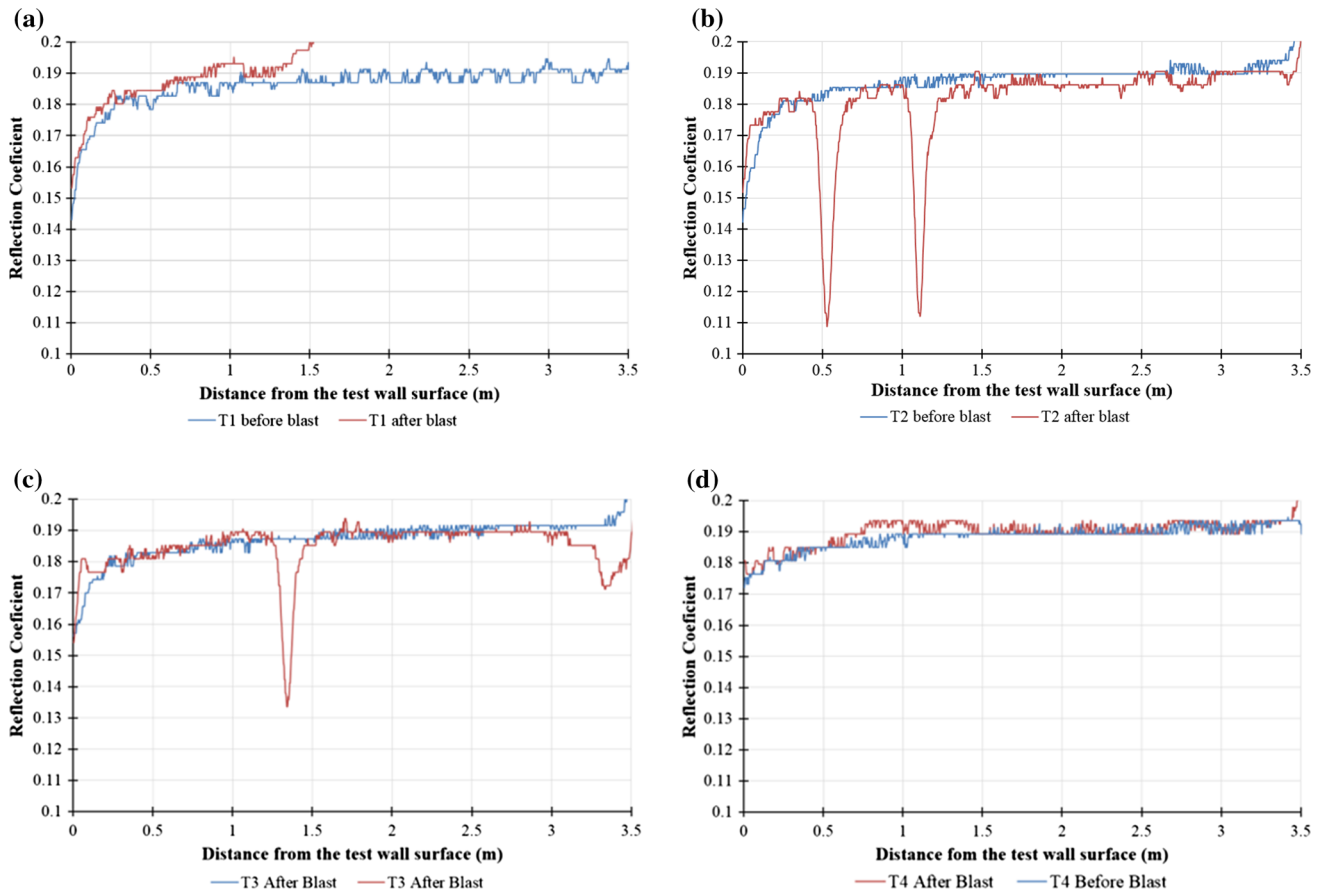 (a)
0.2
0.19
0.18
0.17
0.16
0.15
0.14
0.13
0.12
0.11
0.1
Reflection Coeficient
0 0.5 1 1.5 2 2.5 3 3.5
Distance from the test wall surface (m)
T1 before blast T1 after blast
(b)
0.2
0.19
0.18
0.17
0.16
0.15
0.14
0.13
0.12
0.11
0.1
Reflection Coeficient
0 0.5 1 1.5 2 2.5 3 3.5
Distance from the test wall surface (m)
T2 before blast T2 after blast
(c)
0.2
0.19
0.18
0.17
0.16
0.15
0.14
0.13
0.12
0.11
0.1
Reflection Coeficient
0 0.5 1 1.5 2 2.5 3 3.5
Distance from the test wall surface (m)
T3 After Blast T3 After Blast
(d)
0.2
0.19
0.18
0.17
0.16
0.15
0.14
0.13
0.12
0.11
0.1
Reflection Coeficient
0 0.5 1 1.5 2 2.5 3 3.5
Distance fom the test wall surface (m)
T4 After Blast T4 Before Blast